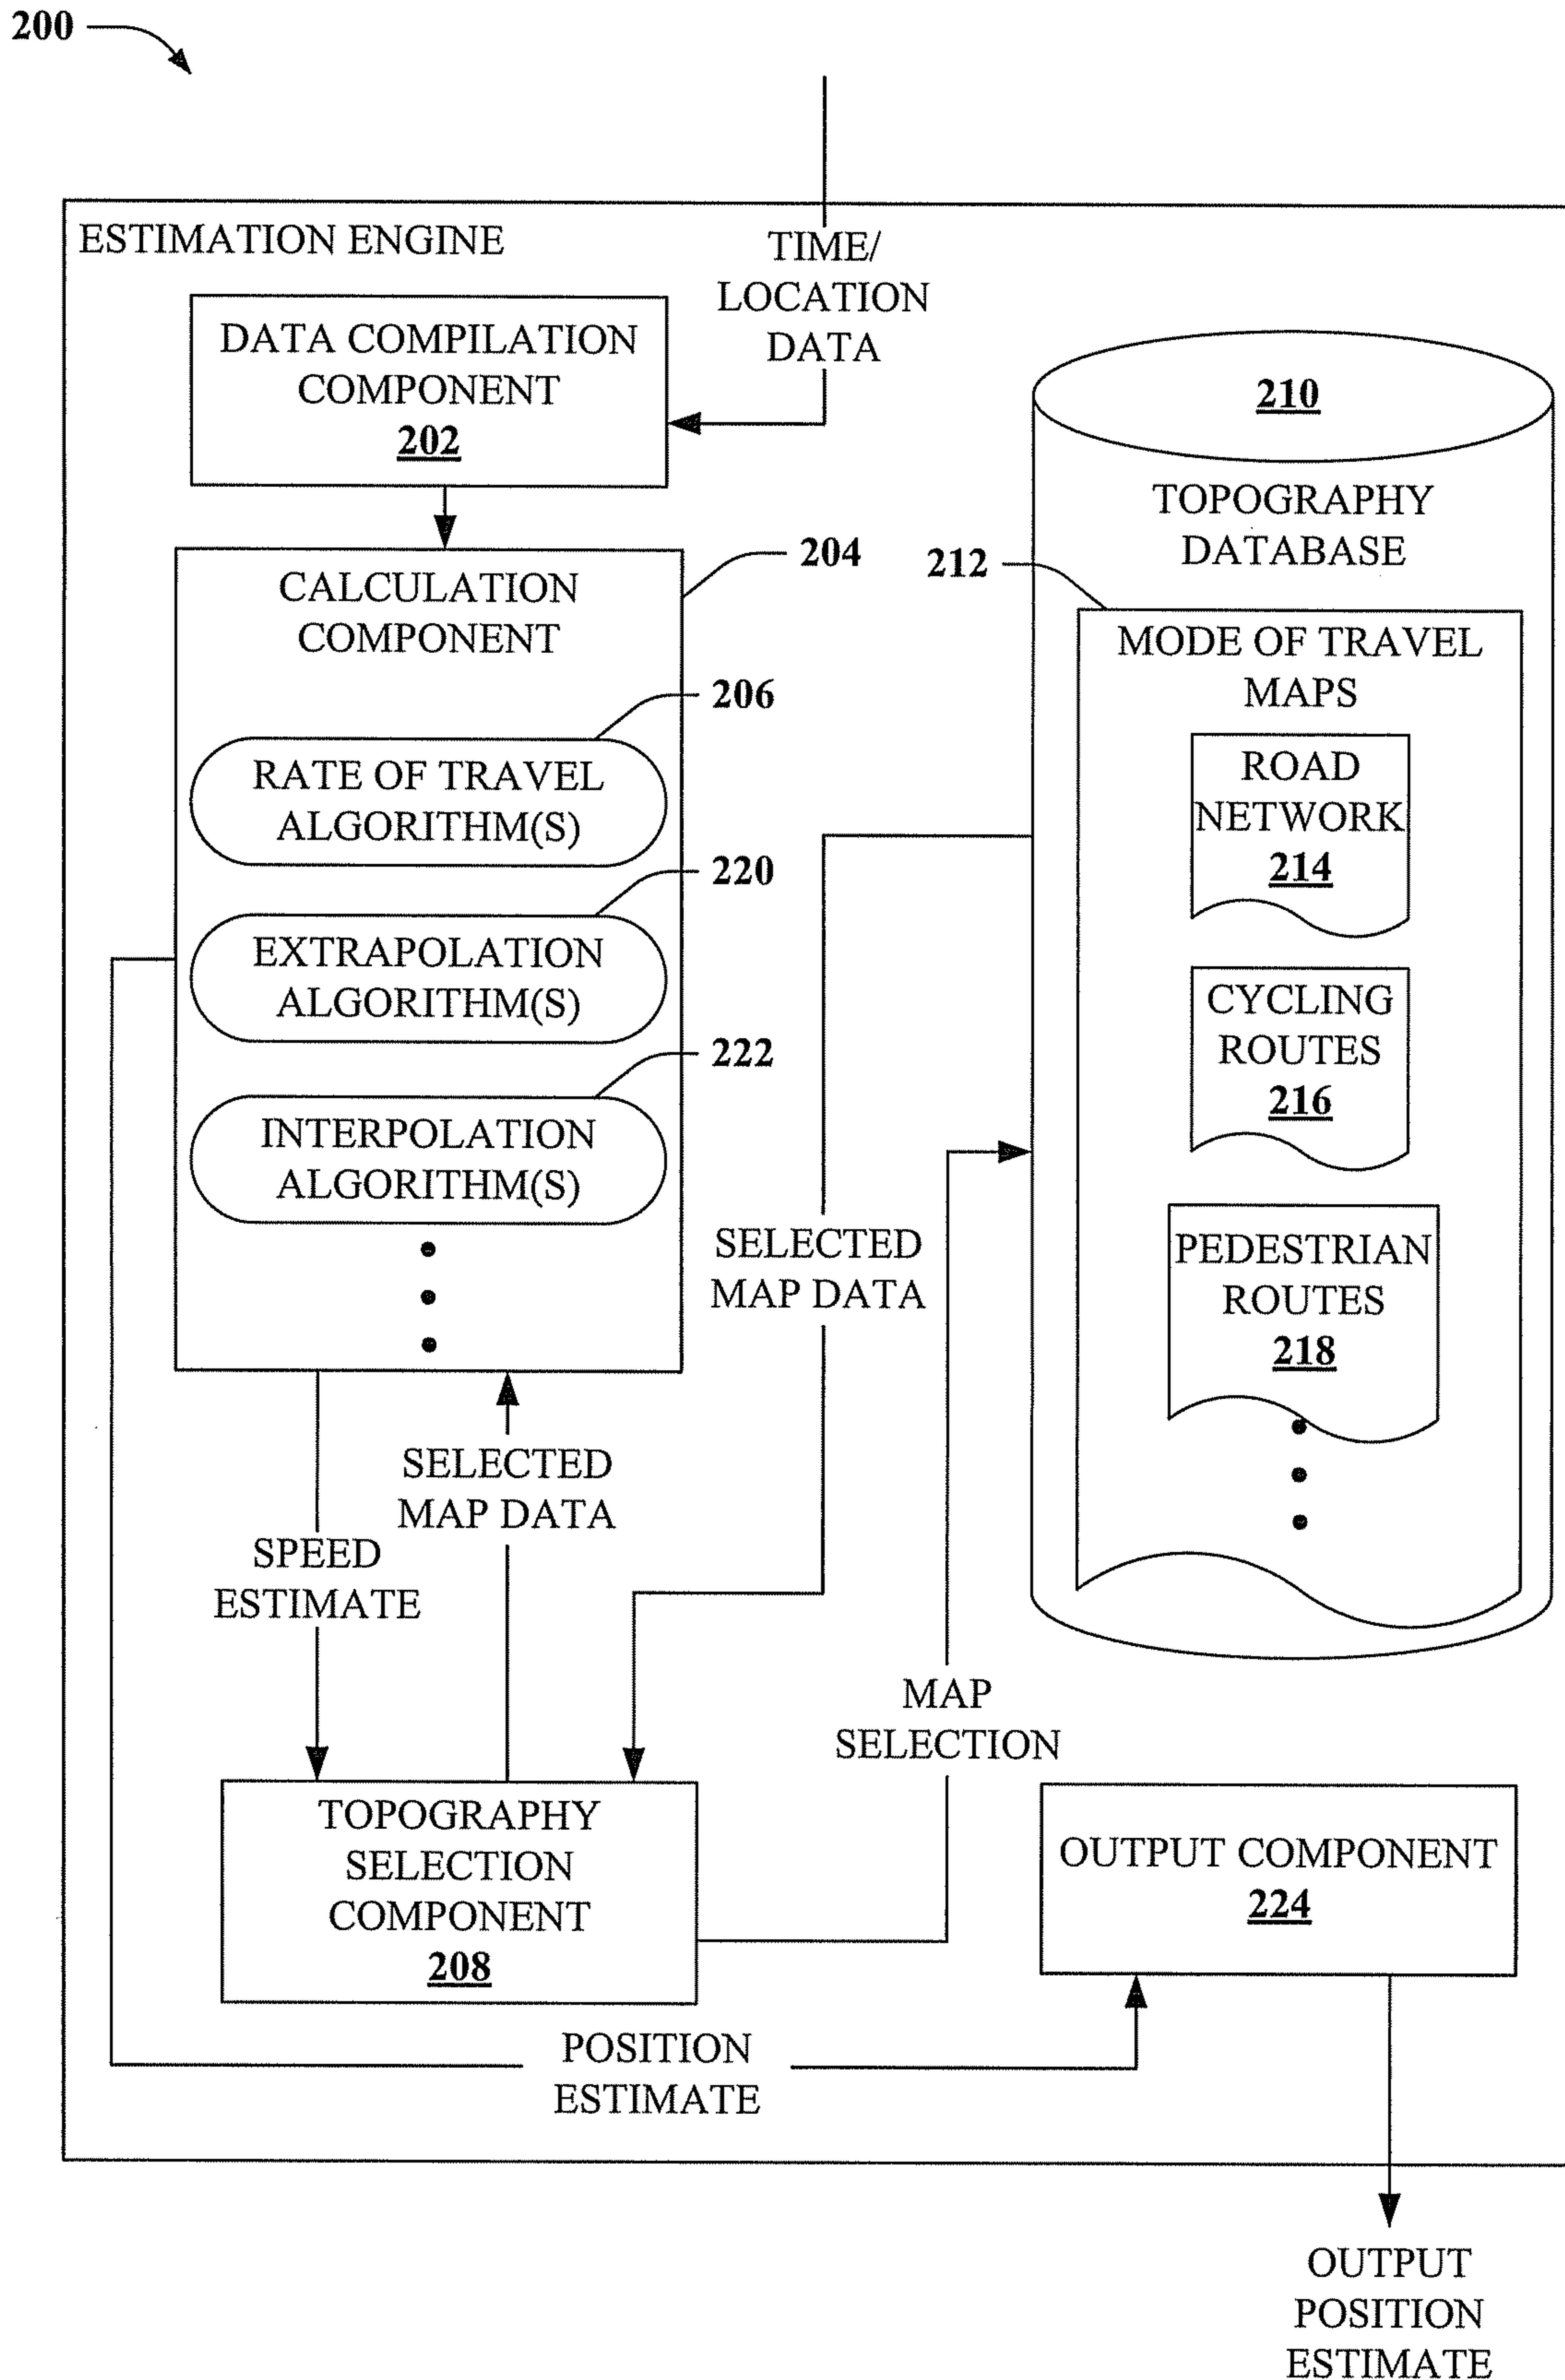 200
ESTIMATION ENGINE
TIME/
LOCATION
DATA
DATA COMPILATION
COMPONENT
202
210
TOPOGRAPHY
DATABASE
204
CALCULATION
COMPONENT
212
MODE OF TRAVEL
MAPS
206
RATE OF TRAVEL
ALGORITHM(S)
ROAD
NETWORK
214
220
EXTRAPOLATION
ALGORITHM(S)
CYCLING
ROUTES
216
222
INTERPOLATION
ALGORITHM(S)
SELECTED
MAP DATA
PEDESTRIAN
ROUTES
218
SELECTED
MAP DATA
SPEED
ESTIMATE
MAP
SELECTION
TOPOGRAPHY
SELECTION
COMPONENT
208
OUTPUT COMPONENT
224
POSITION
ESTIMATE
OUTPUT
POSITION
ESTIMATE